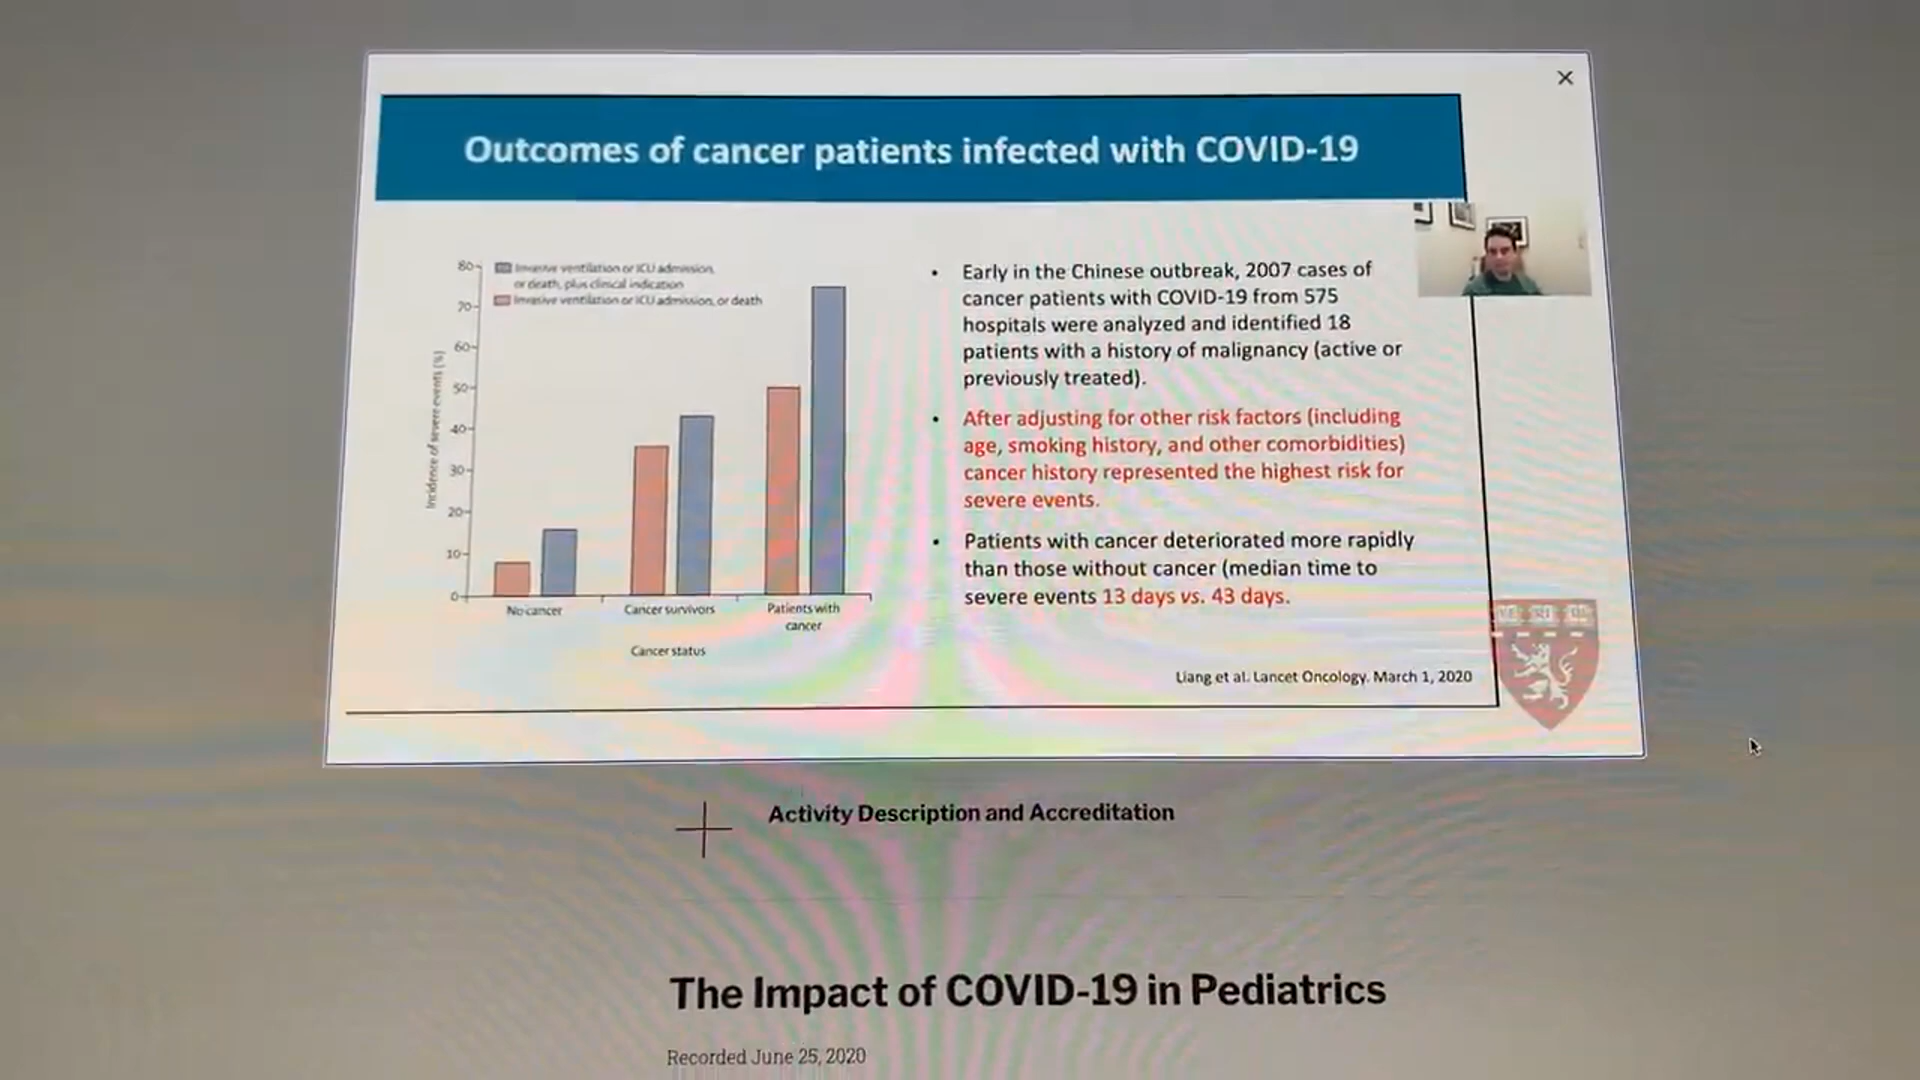 Outcomes of cancer patients infected with COVID-19
80
70
60
50
40
30
20
10
0
Incidence of severe events (%)
Invasive ventilation or ICU admission,
or death, plus clinical indication
Invasive ventilation or ICU admission, or death
No cancer
Cancer survivors
Patients with
cancer
Cancer status
• Early in the Chinese outbreak, 2007 cases of
cancer patients with COVID-19 from 575
hospitals were analyzed and identified 18
patients with a history of malignancy (active or
previously treated).
• After adjusting for other risk factors (including
age, smoking history, and other comorbidities)
cancer history represented the highest risk for
severe events.
• Patients with cancer deteriorated more rapidly
than those without cancer (median time to
severe events 13 days vs. 43 days.
Liang et al. Lancet Oncology. March 1, 2020
Activity Description and Accreditation
The Impact of COVID-19 in Pediatrics
Recorded June 25, 2020